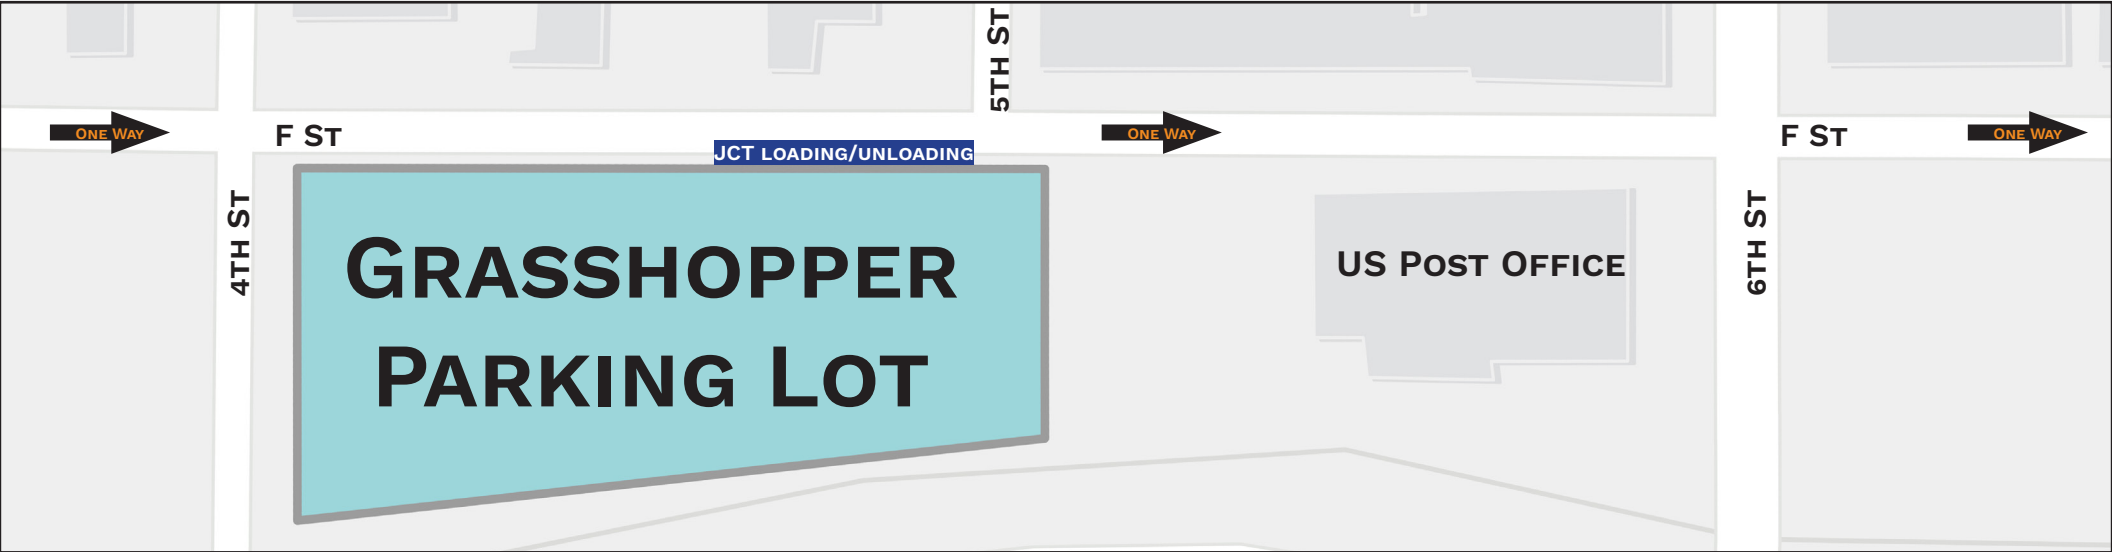 5TH ST
ONE WAY
F ST
ONE WAY
F ST
ONE WAY
JCT LOADING/UNLOADING
4TH ST
GRASSHOPPER
PARKING LOT
US POST OFFICE
6TH ST